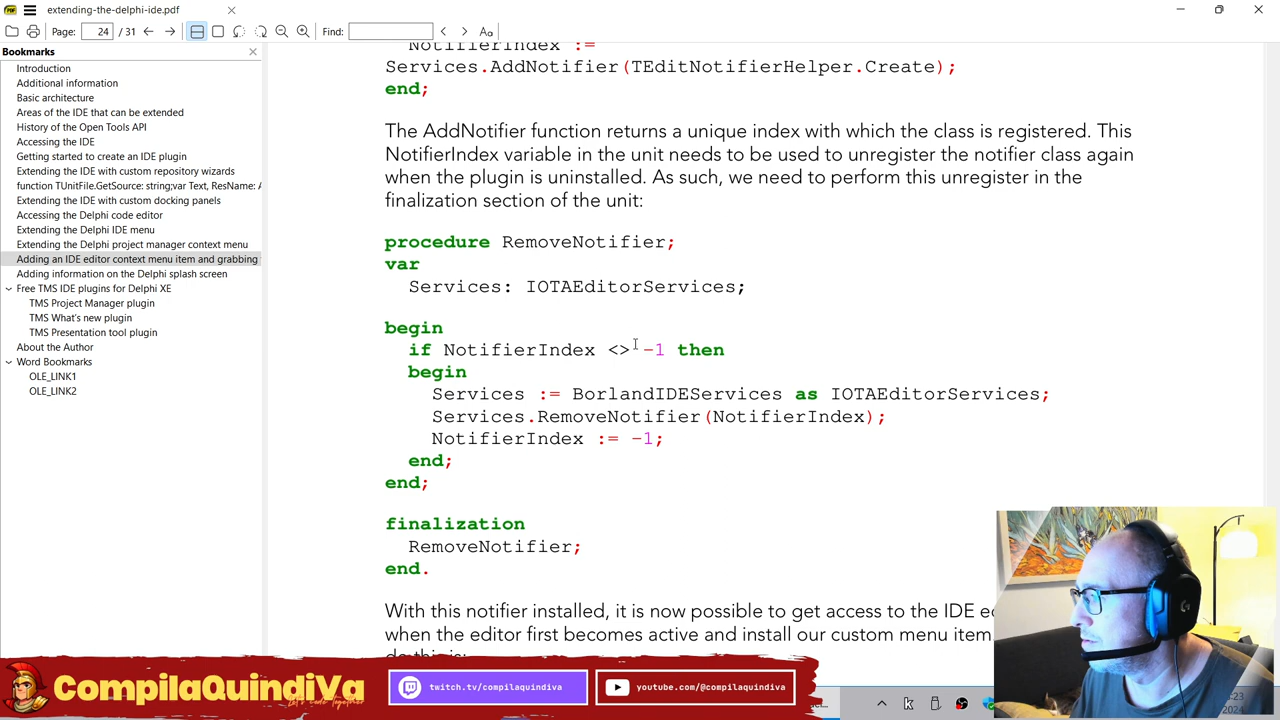 extending-the-delphi-ide.pdf
Page: 24 / 31 Find:
Bookmarks
Introduction
Additional information
Basic architecture
Areas of the IDE that can be extended
History of the Open Tools API
Accessing the IDE
Getting started to create an IDE plugin
Extending the IDE with custom repository wizards
function TUnitFile.GetSource: string;var Text, ResName: A
Extending the IDE with custom docking panels
Accessing the Delphi code editor
Extending the Delphi IDE menu
Extending the Delphi project manager context menu
Adding an IDE editor context menu item and grabbing
Adding information on the Delphi splash screen
Free TMS IDE plugins for Delphi XE
TMS Project Manager plugin
TMS What's new plugin
TMS Presentation tool plugin
About the Author
Word Bookmarks
OLE_LINK1
OLE_LINK2
NotifierIndex :=
Services.AddNotifier(TEditNotifierHelper.Create);
end;
The AddNotifier function returns a unique index with which the class is registered. This
NotifierIndex variable in the unit needs to be used to unregister the notifier class again
when the plugin is uninstalled. As such, we need to perform this unregister in the
finalization section of the unit:
procedure RemoveNotifier;
var
Services: IOTAEditorServices;
begin
if NotifierIndex <> -1 then
begin
Services := BorlandIDEServices as IOTAEditorServices;
Services.RemoveNotifier(NotifierIndex);
NotifierIndex := -1;
end;
end;
finalization
RemoveNotifier;
end.
With this notifier installed, it is now possible to get access to the IDE
when the editor first becomes active and install our custom menu item
CompilaQuindiVa
Let's Code Together
twitch.tv/compilaquindiva
youtube.com/@compilaquindiva